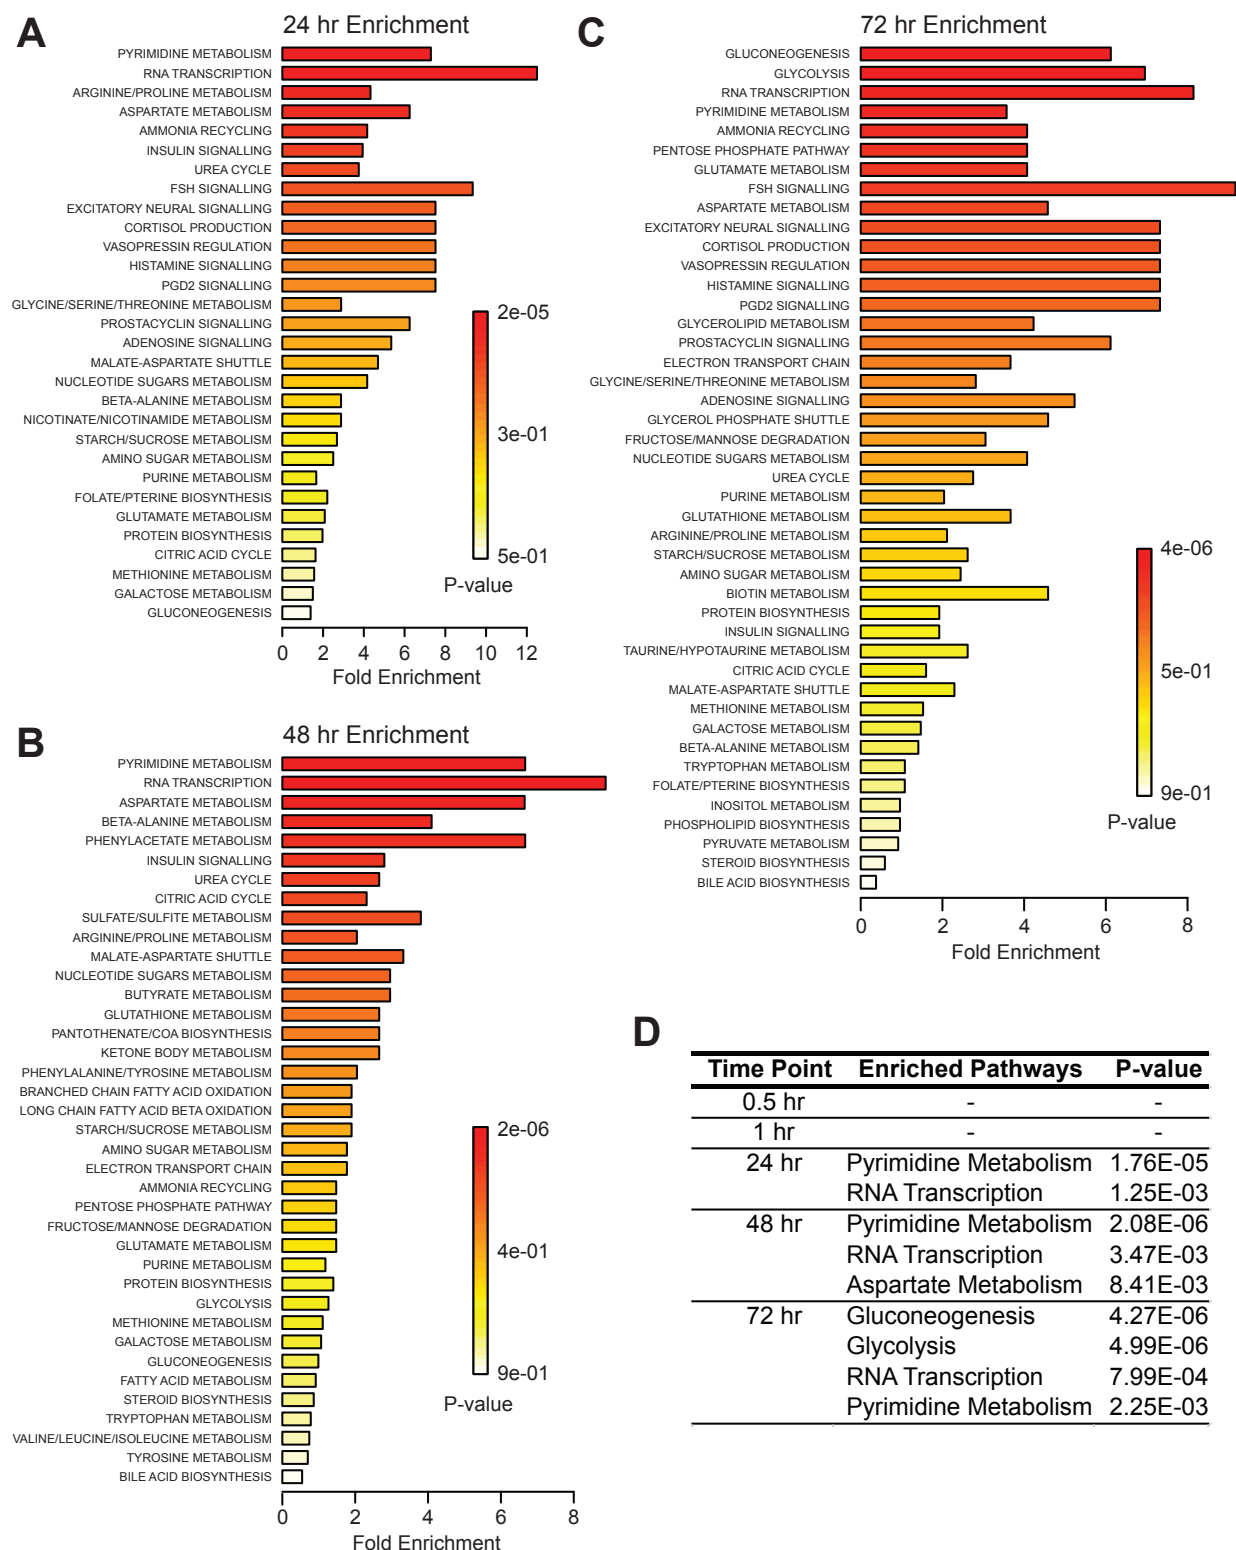 A
24 hr Enrichment
PYRIMIDINE METABOLISM
RNA TRANSCRIPTION
ARGININE/PROLINE METABOLISM
ASPARTATE METABOLISM
AMMONIA RECYCLING
INSULIN SIGNALLING
UREA CYCLE
FSH SIGNALLING
EXCITATORY NEURAL SIGNALLING
CORTISOL PRODUCTION
VASOPRESSIN REGULATION
HISTAMINE SIGNALLING
PGD2 SIGNALLING
GLYCINE/SERINE/THREONINE METABOLISM
PROSTACYCLIN SIGNALLING
ADENOSINE SIGNALLING
MALATE-ASPARTATE SHUTTLE
NUCLEOTIDE SUGARS METABOLISM
BETA-ALANINE METABOLISM
NICOTINATE/NICOTINAMIDE METABOLISM
STARCH/SUCROSE METABOLISM
AMINO SUGAR METABOLISM
PURINE METABOLISM
FOLATE/PTERINE BIOSYNTHESIS
GLUTAMATE METABOLISM
PROTEIN BIOSYNTHESIS
CITRIC ACID CYCLE
METHIONINE METABOLISM
GALACTOSE METABOLISM
GLUCONEOGENESIS
2e-05
3e-01
5e-01
P-value
0 2 4 6 8 10 12
Fold Enrichment
B
48 hr Enrichment
PYRIMIDINE METABOLISM
RNA TRANSCRIPTION
ASPARTATE METABOLISM
BETA-ALANINE METABOLISM
PHENYLACETATE METABOLISM
INSULIN SIGNALLING
UREA CYCLE
CITRIC ACID CYCLE
SULFATE/SULFITE METABOLISM
ARGININE/PROLINE METABOLISM
MALATE-ASPARTATE SHUTTLE
NUCLEOTIDE SUGARS METABOLISM
BUTYRATE METABOLISM
GLUTATHIONE METABOLISM
PANTOTHENATE/COA BIOSYNTHESIS
KETONE BODY METABOLISM
PHENYLALANINE/TYROSINE METABOLISM
BRANCHED CHAIN FATTY ACID OXIDATION
LONG CHAIN FATTY ACID BETA OXIDATION
STARCH/SUCROSE METABOLISM
AMINO SUGAR METABOLISM
ELECTRON TRANSPORT CHAIN
AMMONIA RECYCLING
PENTOSE PHOSPHATE PATHWAY
FRUCTOSE/MANNOSE DEGRADATION
GLUTAMATE METABOLISM
PURINE METABOLISM
PROTEIN BIOSYNTHESIS
GLYCOLYSIS
METHIONINE METABOLISM
GALACTOSE METABOLISM
GLUCONEOGENESIS
FATTY ACID METABOLISM
STEROID BIOSYNTHESIS
TRYPTOPHAN METABOLISM
VALINE/LEUCINE/ISOLEUCINE METABOLISM
TYROSINE METABOLISM
BILE ACID BIOSYNTHESIS
2e-06
4e-01
9e-01
P-value
0 2 4 6 8
Fold Enrichment
C
72 hr Enrichment
GLUCONEOGENESIS
GLYCOLYSIS
RNA TRANSCRIPTION
PYRIMIDINE METABOLISM
AMMONIA RECYCLING
PENTOSE PHOSPHATE PATHWAY
GLUTAMATE METABOLISM
FSH SIGNALLING
ASPARTATE METABOLISM
EXCITATORY NEURAL SIGNALLING
CORTISOL PRODUCTION
VASOPRESSIN REGULATION
HISTAMINE SIGNALLING
PGD2 SIGNALLING
GLYCEROLIPID METABOLISM
PROSTACYCLIN SIGNALLING
ELECTRON TRANSPORT CHAIN
GLYCINE/SERINE/THREONINE METABOLISM
ADENOSINE SIGNALLING
GLYCEROL PHOSPHATE SHUTTLE
FRUCTOSE/MANNOSE DEGRADATION
NUCLEOTIDE SUGARS METABOLISM
UREA CYCLE
PURINE METABOLISM
GLUTATHIONE METABOLISM
ARGININE/PROLINE METABOLISM
STARCH/SUCROSE METABOLISM
AMINO SUGAR METABOLISM
BIOTIN METABOLISM
PROTEIN BIOSYNTHESIS
INSULIN SIGNALLING
TAURINE/HYPOTAURINE METABOLISM
CITRIC ACID CYCLE
MALATE-ASPARTATE SHUTTLE
METHIONINE METABOLISM
GALACTOSE METABOLISM
BETA-ALANINE METABOLISM
TRYPTOPHAN METABOLISM
FOLATE/PTERINE BIOSYNTHESIS
INOSITOL METABOLISM
PHOSPHOLIPID BIOSYNTHESIS
PYRUVATE METABOLISM
STEROID BIOSYNTHESIS
BILE ACID BIOSYNTHESIS
4e-06
5e-01
9e-01
P-value
0 2 4 6 8
Fold Enrichment
D
Time Point Enriched Pathways P-value
0.5 hr - -
1 hr - -
24 hr Pyrimidine Metabolism 1.76E-05
RNA Transcription 1.25E-03
48 hr Pyrimidine Metabolism 2.08E-06
RNA Transcription 3.47E-03
Aspartate Metabolism 8.41E-03
72 hr Gluconeogenesis 4.27E-06
Glycolysis 4.99E-06
RNA Transcription 7.99E-04
Pyrimidine Metabolism 2.25E-03